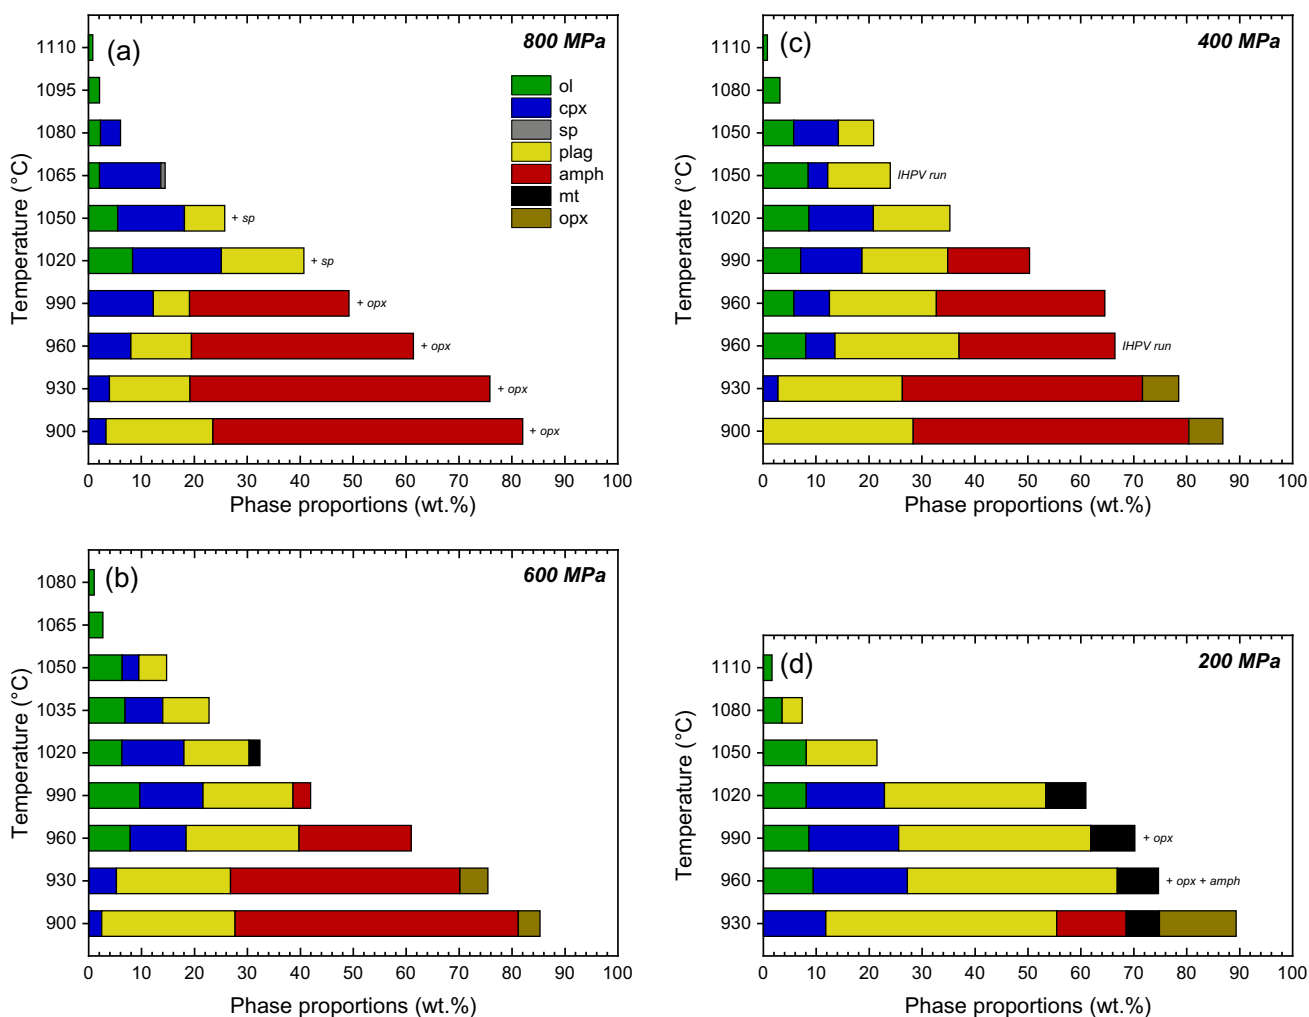 (a)
800 MPa
1110
1095
1080
1065
1050
1020
990
960
930
900
Temperature (°C)
ol
cpx
sp
plag
amph
mt
opx
+ sp
+ sp
+ opx
+ opx
+ opx
+ opx
0 10 20 30 40 50 60 70 80 90 100
Phase proportions (wt.%)
(c)
400 MPa
1110
1080
1050
1050
1020
990
960
960
930
900
Temperature (°C)
IHPV run
IHPV run
0 10 20 30 40 50 60 70 80 90 100
Phase proportions (wt.%)
(b)
600 MPa
1080
1065
1050
1035
1020
990
960
930
900
Temperature (°C)
0 10 20 30 40 50 60 70 80 90 100
Phase proportions (wt.%)
(d)
200 MPa
1110
1080
1050
1020
990
960
930
Temperature (°C)
+ opx
+ opx + amph
0 10 20 30 40 50 60 70 80 90 100
Phase proportions (wt.%)